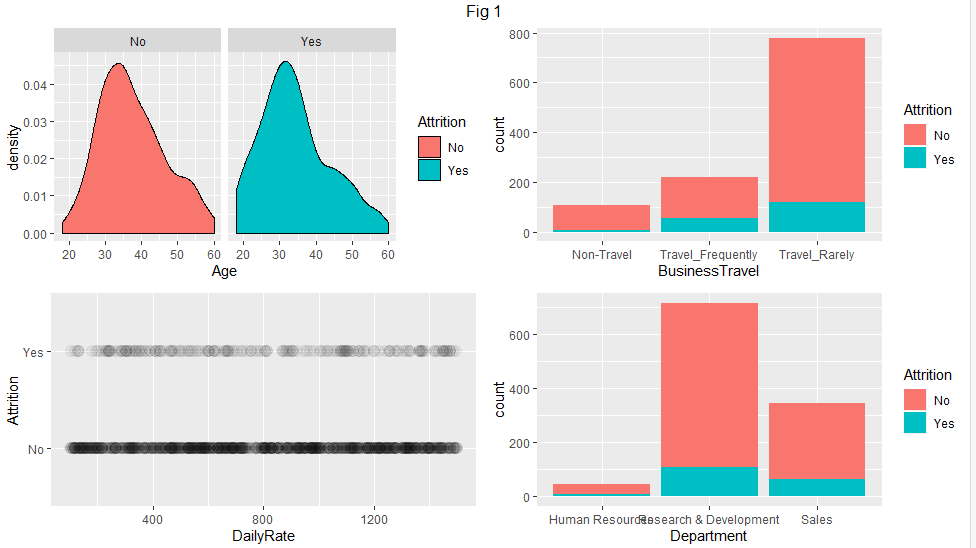 Fig 1
No Yes
density
0.04
0.03
0.02
0.01
0.00
20 30 40 50 60 20 30 40 50 60
Age
Attrition
No
Yes
count
800
600
400
200
0
Non-Travel Travel_Frequently Travel_Rarely
BusinessTravel
Attrition
No
Yes
Attrition
Yes
No
400 800 1200
DailyRate
count
600
400
200
0
Human Resources Research & Development Sales
Department
Attrition
No
Yes